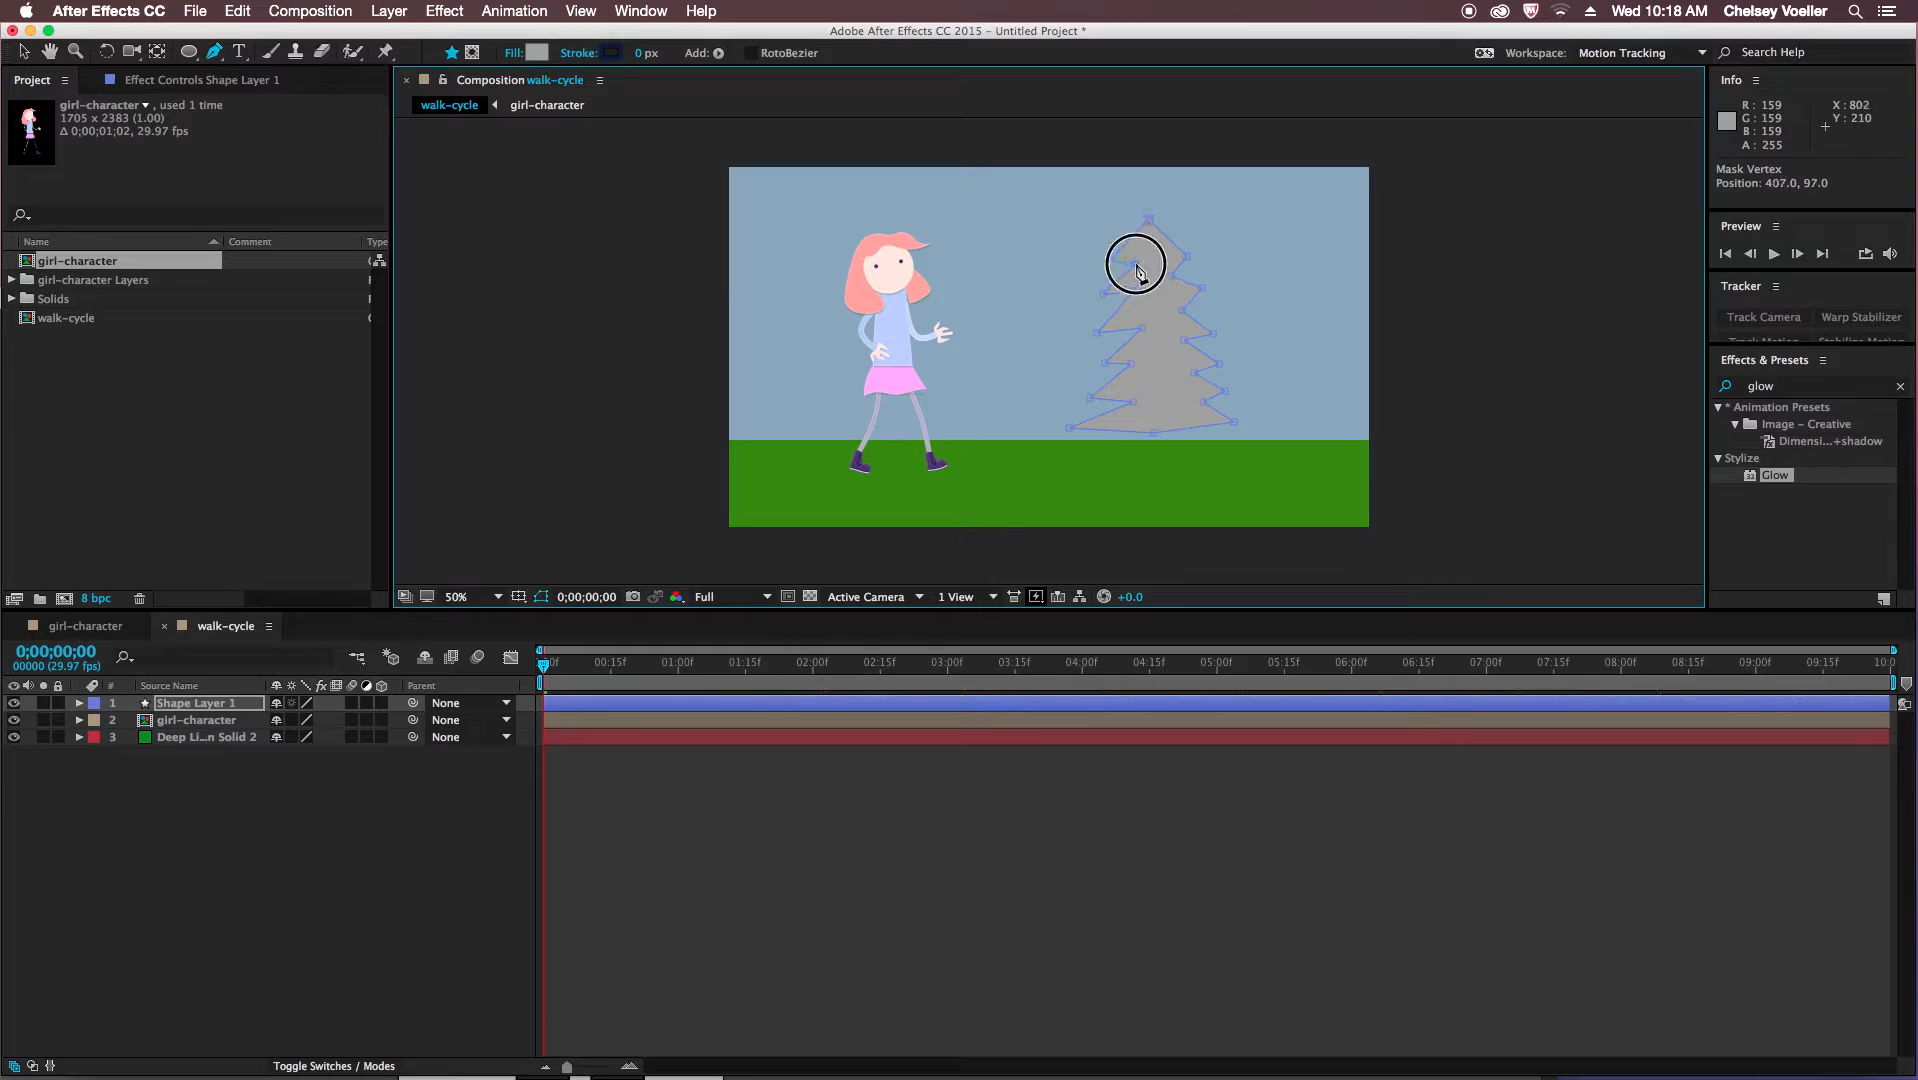 After Effects CC File Edit Composition Layer Effect Animation View Window Help Wed 10:18 AM Chelsey Voeller
Adobe After Effects CC 2015 - Untitled Project *
T Fill: Stroke: 0 px Add: RotoBezier Workspace: Motion Tracking Search Help
Project Effect Controls Shape Layer 1
girl-character , used 1 time
1705 x 2383 (1.00)
Δ 0;00;01;02, 29.97 fps
Name Comment Type
girl-character
girl-character Layers
Solids
walk-cycle
8 bpc
Composition walk-cycle
walk-cycle girl-character
50% 0;00;00;00 Full Active Camera 1 View +0.0
Info
R : 159
G : 159
B : 159
A : 255
X : 802
Y : 210
Mask Vertex
Position: 407.0, 97.0
Preview
Tracker
Track Camera Warp Stabilizer
Effects & Presets
glow
* Animation Presets
Image – Creative
Dimensi...+shadow
Stylize
32 Glow
girl-character walk-cycle
0;00;00;00
00000 (29.97 fps)
00:15f 01:00f 01:15f 02:00f 02:15f 03:00f 03:15f 04:00f 04:15f 05:00f 05:15f 06:00f 06:15f 07:00f 07:15f 08:00f 08:15f 09:00f 09:15f 10:0
# Source Name fx Parent
1 Shape Layer 1 None
2 girl-character None
3 Deep Li...n Solid 2 None
Toggle Switches / Modes